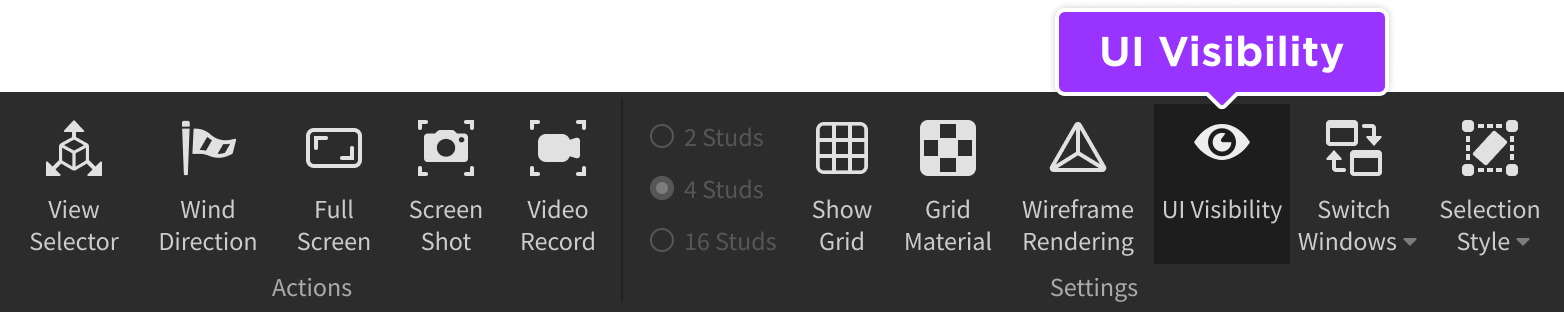 UI Visibility
View
Selector
Wind
Direction
Full
Screen
Screen
Shot
Video
Record
Actions
2 Studs
4 Studs
16 Studs
Show
Grid
Grid
Material
Wireframe
Rendering
UI Visibility
Switch
Windows
Selection
Style
Settings